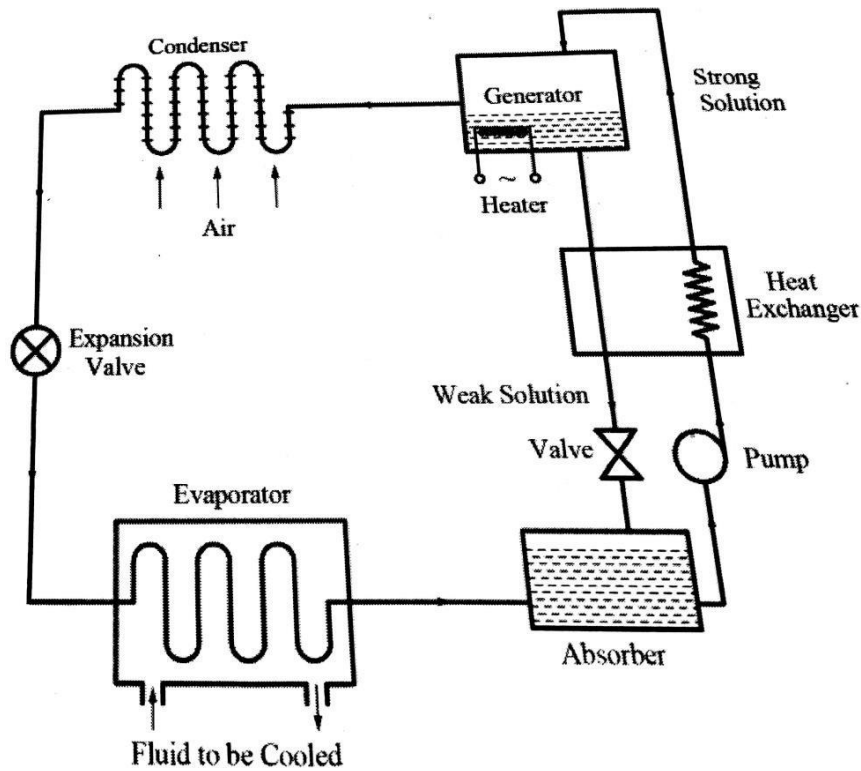 Condenser
Generator
Strong
Solution
Heater
Air
Heat
Exchanger
Expansion
Valve
Weak Solution
Valve
Pump
Evaporator
Absorber
Fluid to be Cooled